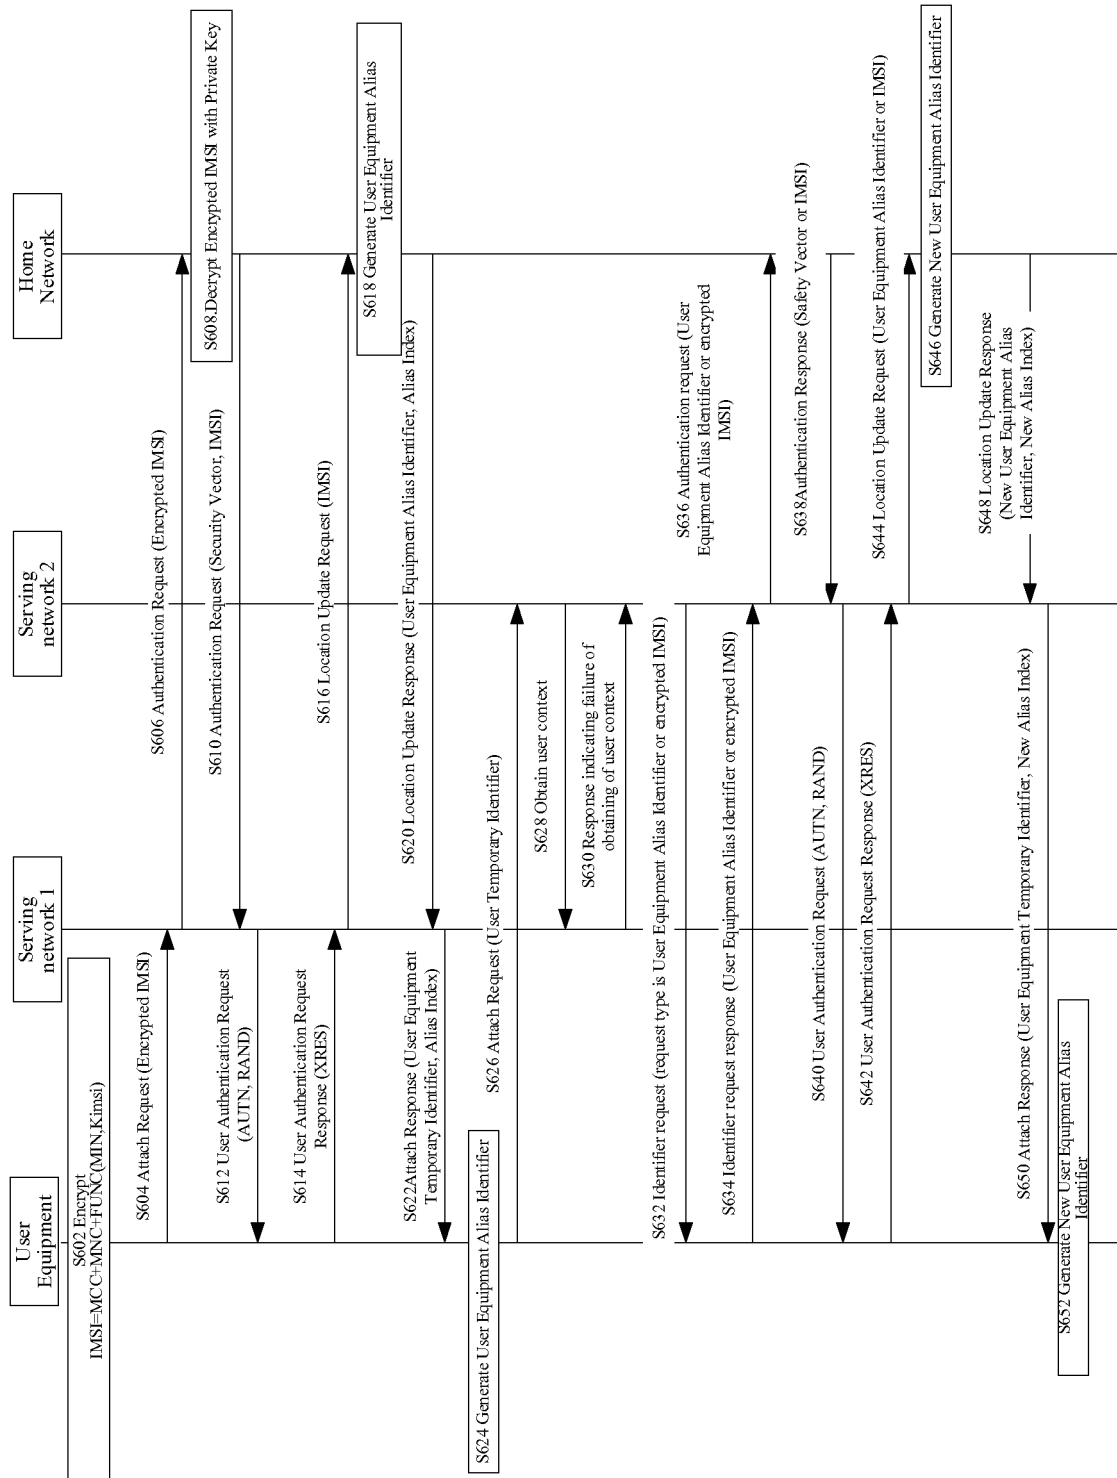 User
Equipment
Serving
network 1
Serving
network 2
Home
Network
S602 Encrypt
IMSI=MCC+MNC+FUNC(MIN,Kimsi)
S604 Attach Request (Encrypted IMSI)
S606 Authentication Request (Encrypted IMSI)
S608.Decrypt Encrypted IMSI with Private Key
S610 Authentication Request (Security Vector, IMSI)
S612 User Authentication Request
(AUTN, RAND)
S614 User Authentication Request
Response (XRES)
S616 Location Update Request (IMSI)
S618 Generate User Equipment Alias
Identifier
S620 Location Update Response (User Equipment Alias Identifier, Alias Index)
S622Attach Response (User Equipment
Temporary Identifier, Alias Index)
S624 Generate User Equipment Alias Identifier
S626 Attach Request (User Temporary Identifier)
S628 Obtain user context
S630 Response indicating failure of
obtaining of user context
S632 Identifier request (request type is User Equipment Alias Identifier or encrypted IMSI)
S634 Identifier request response (User Equipment Alias Identifier or encrypted IMSI)
S636 Authentication request (User
Equipment Alias Identifier or encrypted
IMSI)
S638Authentication Response (Safety Vector or IMSI)
S640 User Authentication Request (AUTN, RAND)
S642 User Authentication Request Response (XRES)
S644 Location Update Request (User Equipment Alias Identifier or IMSI)
S646 Generate New User Equipment Alias Identifier
S648 Location Update Response
(New User Equipment Alias
Identifier, New Alias Index)
S650 Attach Response (User Equipment Temporary Identifier, New Alias Index)
S652 Generate New User Equipment Alias
Identifier